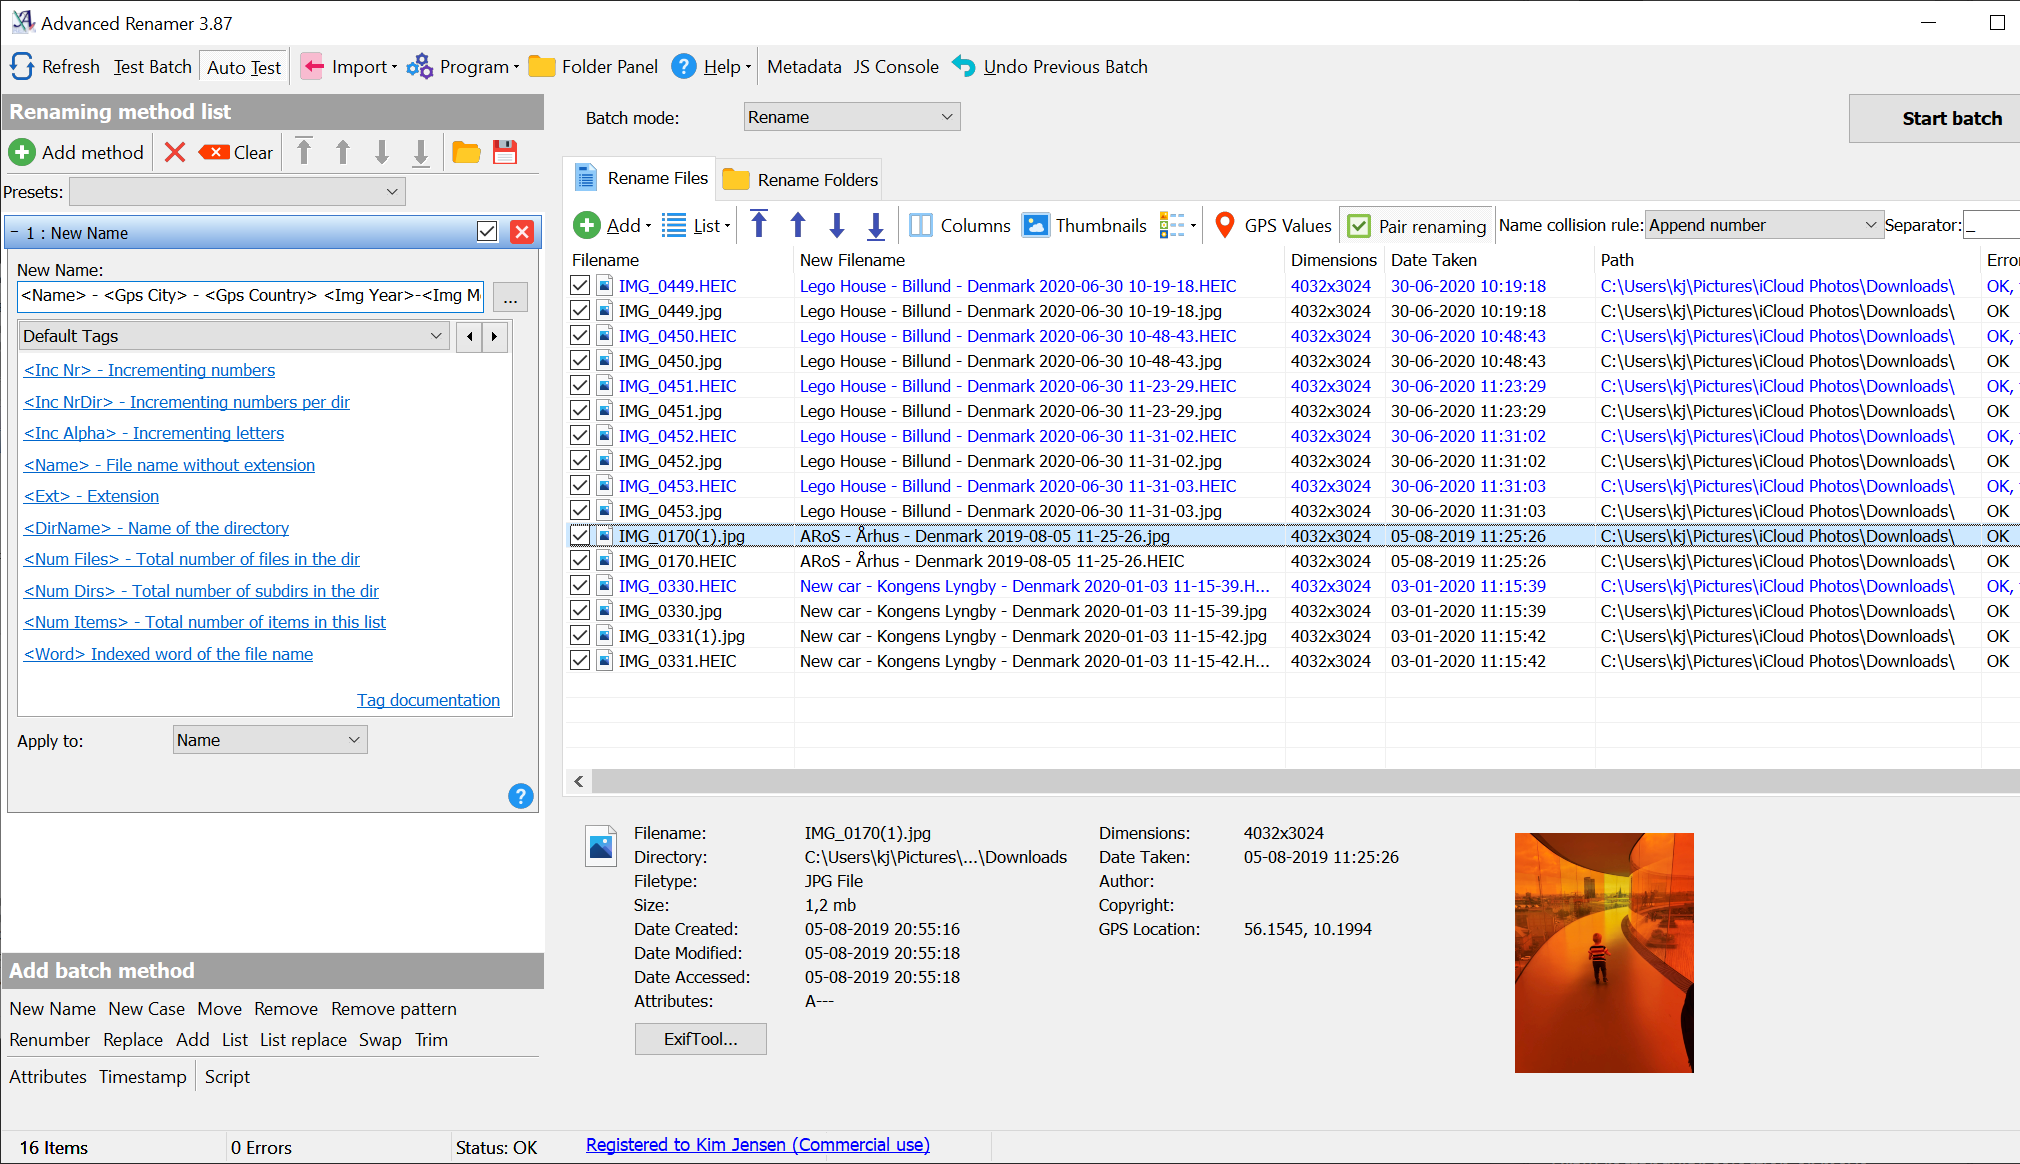 Advanced Renamer 3.87
Refresh Test Batch Auto Test Import Program Folder Panel Help Metadata JS Console Undo Previous Batch
Renaming method list
Add method Clear
Presets:
1 : New Name
New Name:
<Name> - <Gps City> - <Gps Country> <Img Year>-<Img M
...
Default Tags
<Inc Nr> - Incrementing numbers
<Inc NrDir> - Incrementing numbers per dir
<Inc Alpha> - Incrementing letters
<Name> - File name without extension
<Ext> - Extension
<DirName> - Name of the directory
<Num Files> - Total number of files in the dir
<Num Dirs> - Total number of subdirs in the dir
<Num Items> - Total number of items in this list
<Word> Indexed word of the file name
Tag documentation
Apply to: Name
Add batch method
New Name New Case Move Remove Remove pattern
Renumber Replace Add List List replace Swap Trim
Attributes Timestamp Script
Batch mode: Rename
Start batch
Rename Files Rename Folders
Add List Columns Thumbnails GPS Values Pair renaming Name collision rule: Append number Separator: _
Filename New Filename Dimensions Date Taken Path Erro
IMG_0449.HEIC Lego House - Billund - Denmark 2020-06-30 10-19-18.HEIC 4032x3024 30-06-2020 10:19:18 C:\Users\kj\Pictures\iCloud Photos\Downloads\ OK,
IMG_0449.jpg Lego House - Billund - Denmark 2020-06-30 10-19-18.jpg 4032x3024 30-06-2020 10:19:18 C:\Users\kj\Pictures\iCloud Photos\Downloads\ OK
IMG_0450.HEIC Lego House - Billund - Denmark 2020-06-30 10-48-43.HEIC 4032x3024 30-06-2020 10:48:43 C:\Users\kj\Pictures\iCloud Photos\Downloads\ OK,
IMG_0450.jpg Lego House - Billund - Denmark 2020-06-30 10-48-43.jpg 4032x3024 30-06-2020 10:48:43 C:\Users\kj\Pictures\iCloud Photos\Downloads\ OK
IMG_0451.HEIC Lego House - Billund - Denmark 2020-06-30 11-23-29.HEIC 4032x3024 30-06-2020 11:23:29 C:\Users\kj\Pictures\iCloud Photos\Downloads\ OK,
IMG_0451.jpg Lego House - Billund - Denmark 2020-06-30 11-23-29.jpg 4032x3024 30-06-2020 11:23:29 C:\Users\kj\Pictures\iCloud Photos\Downloads\ OK
IMG_0452.HEIC Lego House - Billund - Denmark 2020-06-30 11-31-02.HEIC 4032x3024 30-06-2020 11:31:02 C:\Users\kj\Pictures\iCloud Photos\Downloads\ OK,
IMG_0452.jpg Lego House - Billund - Denmark 2020-06-30 11-31-02.jpg 4032x3024 30-06-2020 11:31:02 C:\Users\kj\Pictures\iCloud Photos\Downloads\ OK
IMG_0453.HEIC Lego House - Billund - Denmark 2020-06-30 11-31-03.HEIC 4032x3024 30-06-2020 11:31:03 C:\Users\kj\Pictures\iCloud Photos\Downloads\ OK,
IMG_0453.jpg Lego House - Billund - Denmark 2020-06-30 11-31-03.jpg 4032x3024 30-06-2020 11:31:03 C:\Users\kj\Pictures\iCloud Photos\Downloads\ OK
IMG_0170(1).jpg ARoS - Århus - Denmark 2019-08-05 11-25-26.jpg 4032x3024 05-08-2019 11:25:26 C:\Users\kj\Pictures\iCloud Photos\Downloads\ OK
IMG_0170.HEIC ARoS - Århus - Denmark 2019-08-05 11-25-26.HEIC 4032x3024 05-08-2019 11:25:26 C:\Users\kj\Pictures\iCloud Photos\Downloads\ OK
IMG_0330.HEIC New car - Kongens Lyngby - Denmark 2020-01-03 11-15-39.H... 4032x3024 03-01-2020 11:15:39 C:\Users\kj\Pictures\iCloud Photos\Downloads\ OK,
IMG_0330.jpg New car - Kongens Lyngby - Denmark 2020-01-03 11-15-39.jpg 4032x3024 03-01-2020 11:15:39 C:\Users\kj\Pictures\iCloud Photos\Downloads\ OK
IMG_0331(1).jpg New car - Kongens Lyngby - Denmark 2020-01-03 11-15-42.jpg 4032x3024 03-01-2020 11:15:42 C:\Users\kj\Pictures\iCloud Photos\Downloads\ OK
IMG_0331.HEIC New car - Kongens Lyngby - Denmark 2020-01-03 11-15-42.H... 4032x3024 03-01-2020 11:15:42 C:\Users\kj\Pictures\iCloud Photos\Downloads\ OK
Filename: IMG_0170(1).jpg Dimensions: 4032x3024
Directory: C:\Users\kj\Pictures\...\Downloads Date Taken: 05-08-2019 11:25:26
Filetype: JPG File Author:
Size: 1,2 mb Copyright:
Date Created: 05-08-2019 20:55:16 GPS Location: 56.1545, 10.1994
Date Modified: 05-08-2019 20:55:18
Date Accessed: 05-08-2019 20:55:18
Attributes: A---
ExifTool...
16 Items 0 Errors Status: OK Registered to Kim Jensen (Commercial use)